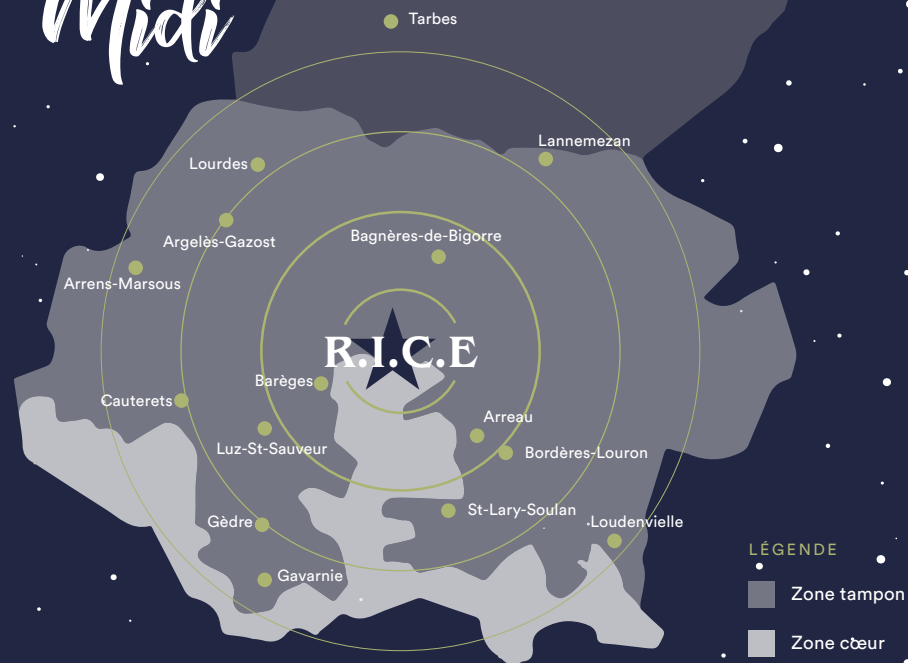 Midi
Tarbes
Lannemezan
Lourdes
Argelès-Gazost
Bagnères-de-Bigorre
Arrens-Marsous
R.I.C.E
Barèges
Cauterets
Arreau
Luz-St-Sauveur
Bordères-Louron
St-Lary-Soulan
Gèdre
Loudenvielle
LÉGENDE
Gavarnie
Zone tampon
Zone cœur